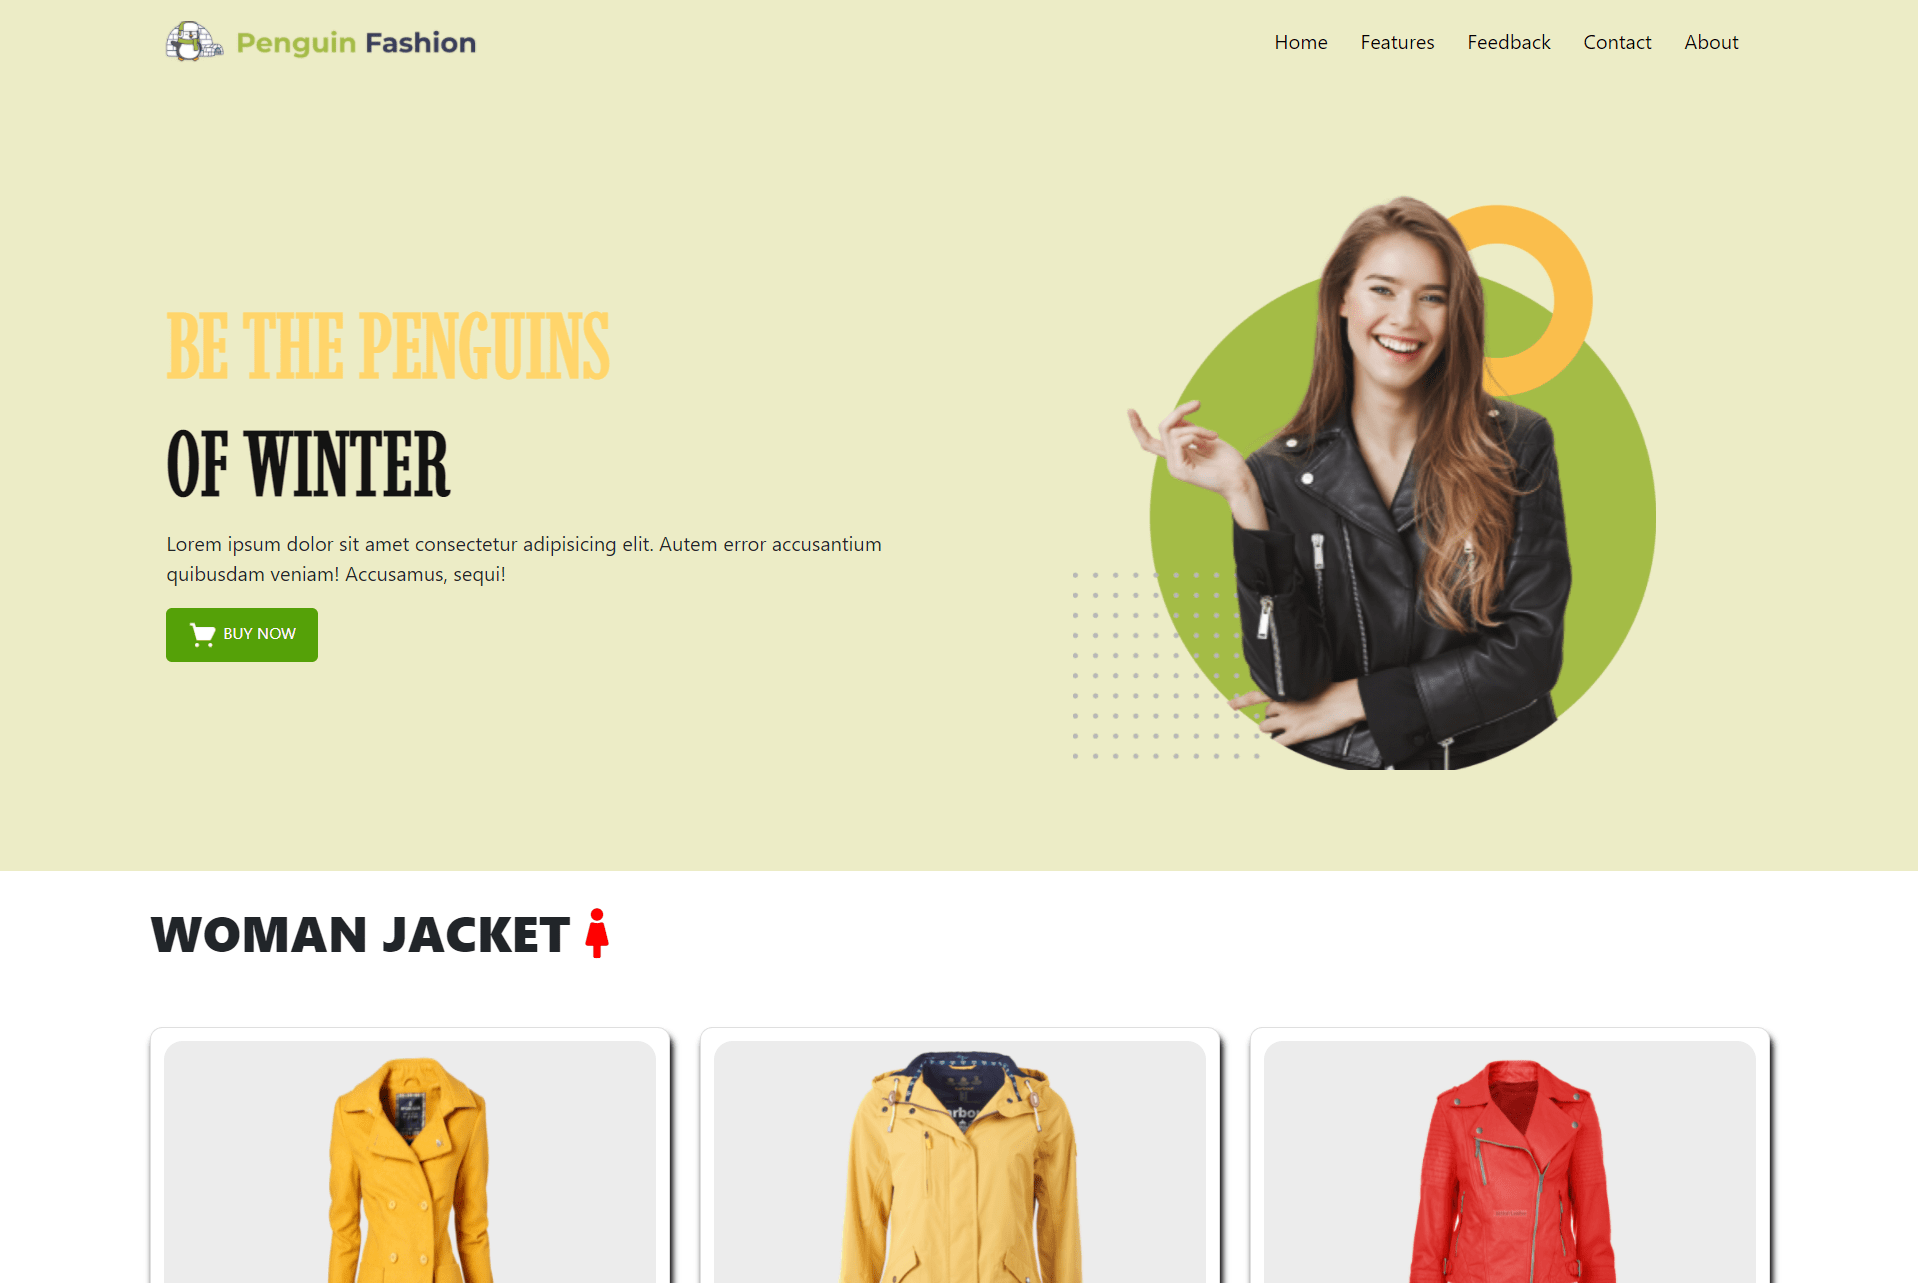 Penguin Fashion
Home Features Feedback Contact About
BE THE PENGUINS
OF WINTER
Lorem ipsum dolor sit amet consectetur adipisicing elit. Autem error accusantium
quibusdam veniam! Accusamus, sequi!
BUY NOW
WOMAN JACKET